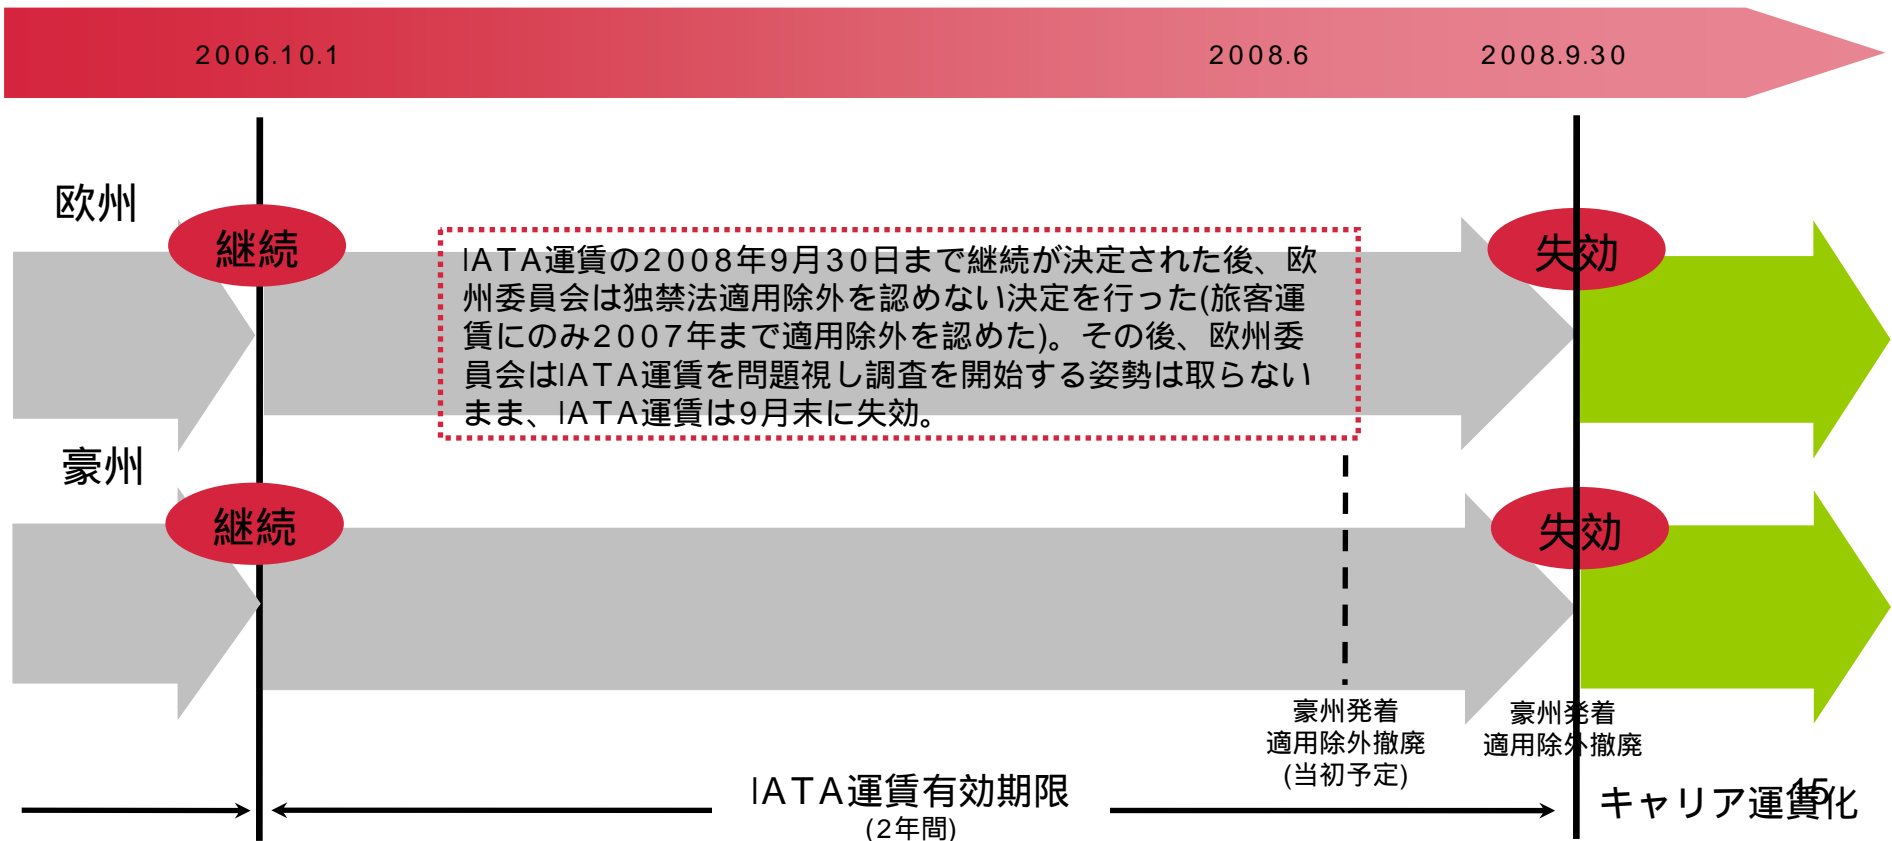 2006.10.1
2008.6
2008.9.30
欧州
継続
失効
IATA運賃の2008年9月30日まで継続が決定された後、欧
州委員会は独禁法適用除外を認めない決定を行った(旅客運
賃にのみ2007年まで適用除外を認めた)。その後、欧州委
員会はIATA運賃を問題視し調査を開始する姿勢は取らない
まま、IATA運賃は9月末に失効。
豪州
継続
失効
豪州発着
適用除外撤廃
(当初予定)
豪州発着
適用除外撤廃
IATA運賃有効期限
(2年間)
キャリア運賃化
15